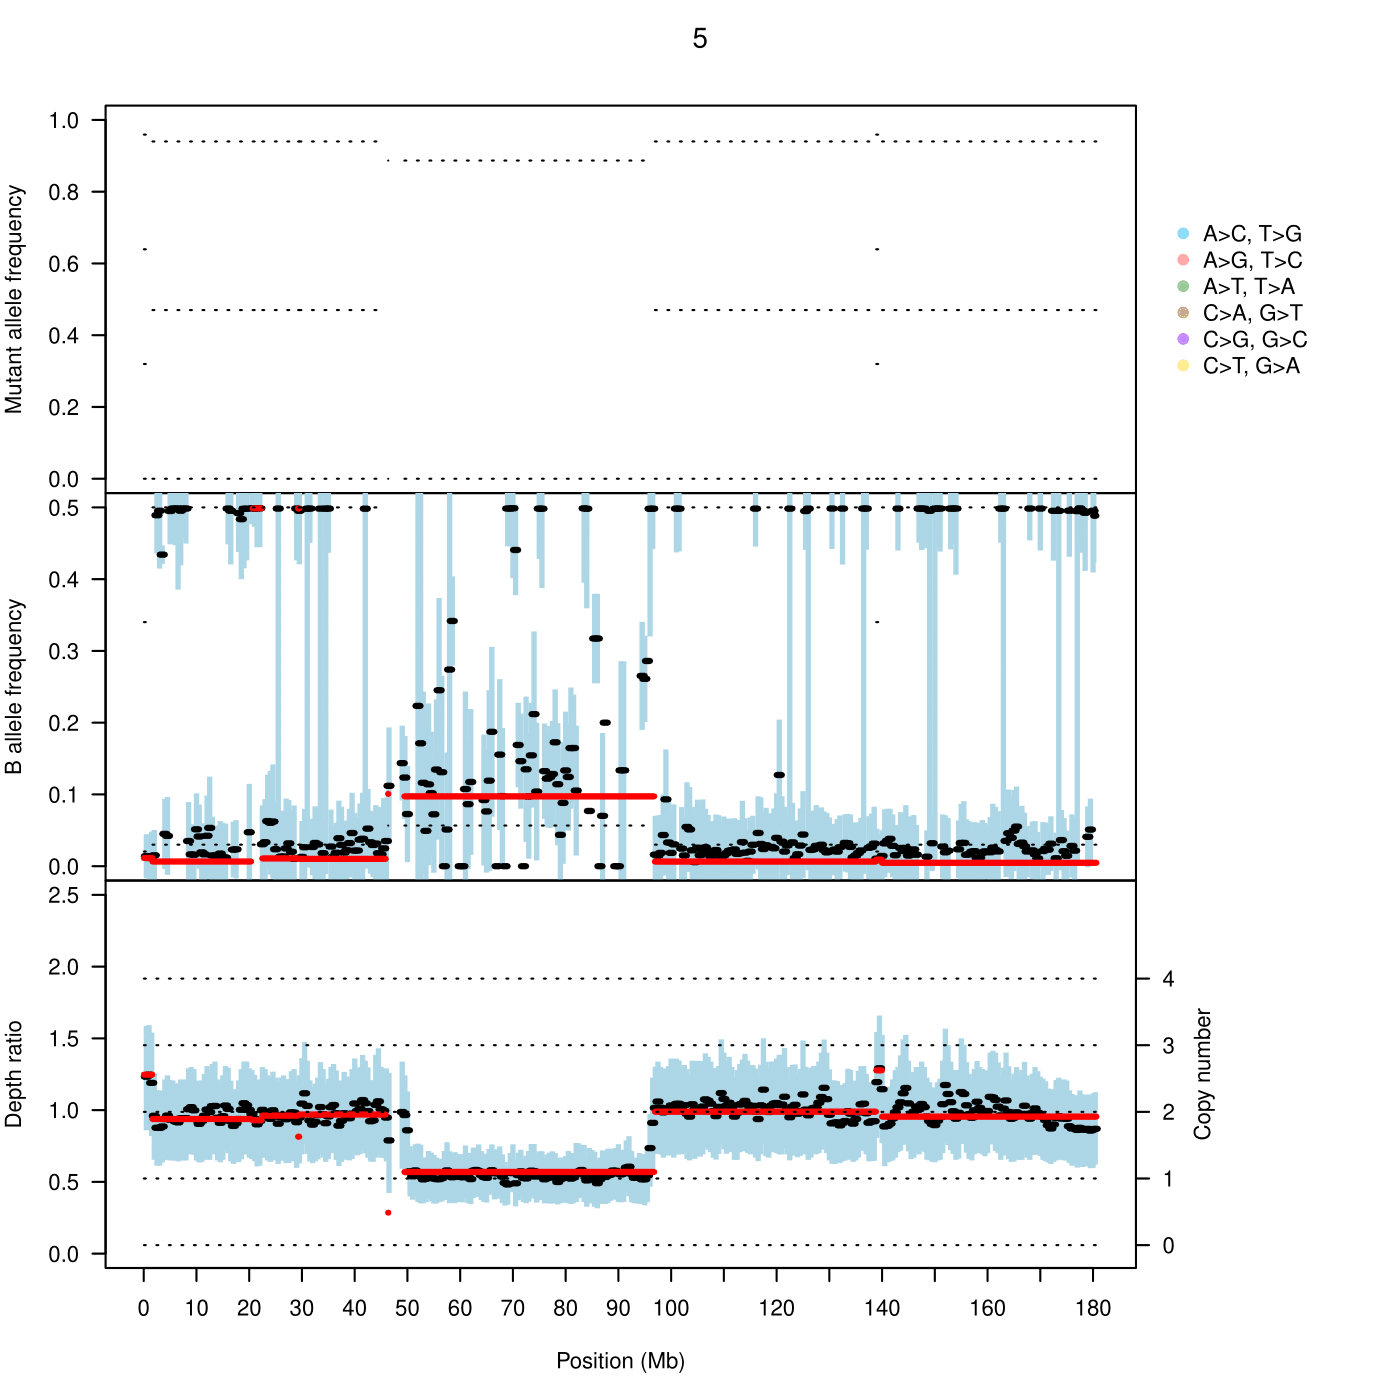 5
Mutant allele frequency
1.0
0.8
0.6
0.4
0.2
0.0
A>C, T>G
A>G, T>C
A>T, T>A
C>A, G>T
C>G, G>C
C>T, G>A
B allele frequency
0.5
0.4
0.3
0.2
0.1
0.0
Depth ratio
2.5
2.0
1.5
1.0
0.5
0.0
4
3
2
1
0
Copy number
0 10 20 30 40 50 60 70 80 90 100 120 140 160 180
Position (Mb)